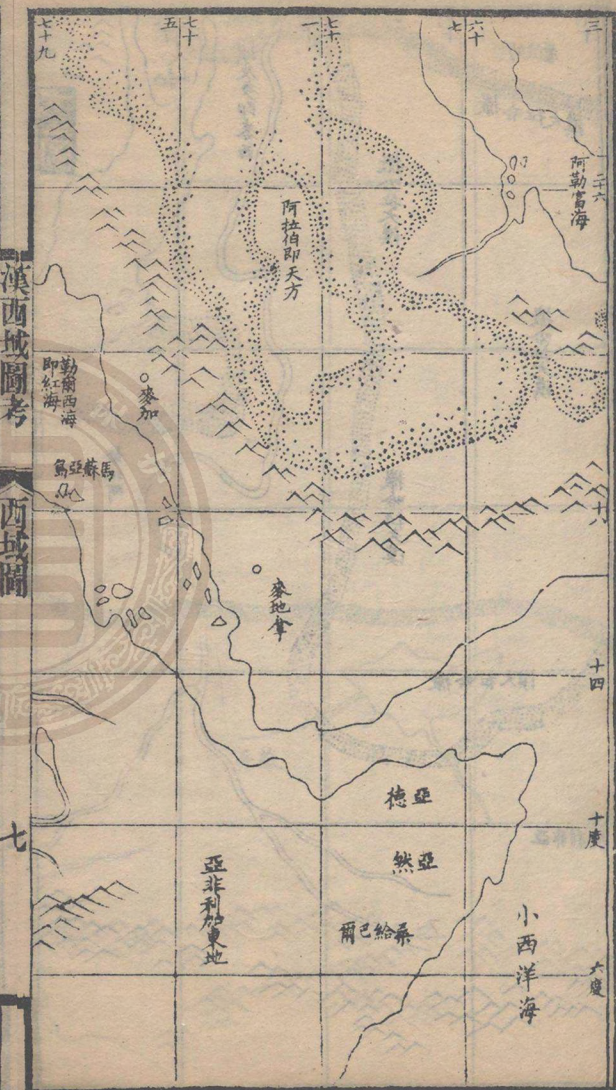 三
六十
七
七十
一
七十
五
七十九
二六
阿勒富海
阿拉伯即天方
麥加
勒爾西海
即紅海
馬蘇亞島
十八
麥地拿
十四
亞德
十度
亞然
桑給巴爾
亞非利加東地
小西洋海
六度
漢西域圖考
西域圖
七